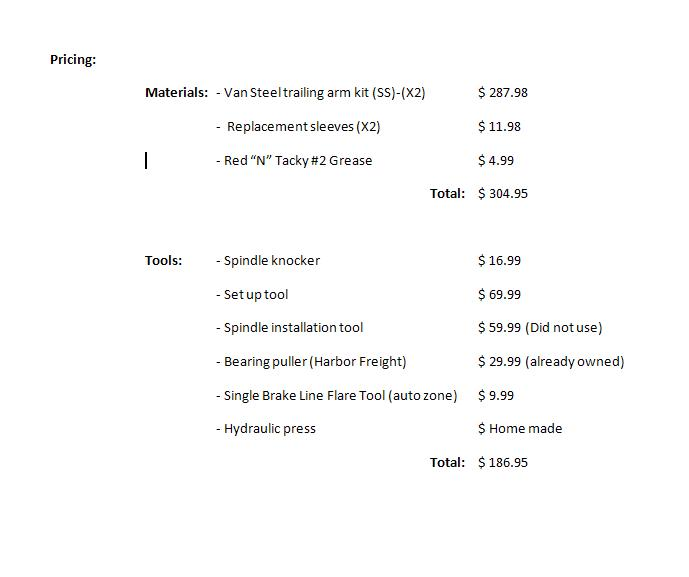 Pricing:
Materials: - Van Steel trailing arm kit (SS)-(X2) $ 287.98
- Replacement sleeves (X2) $ 11.98
- Red “N” Tacky #2 Grease $ 4.99
Total: $ 304.95
Tools: - Spindle knocker $ 16.99
- Set up tool $ 69.99
- Spindle installation tool $ 59.99 (Did not use)
- Bearing puller (Harbor Freight) $ 29.99 (already owned)
- Single Brake Line Flare Tool (auto zone) $ 9.99
- Hydraulic press $ Home made
Total: $ 186.95